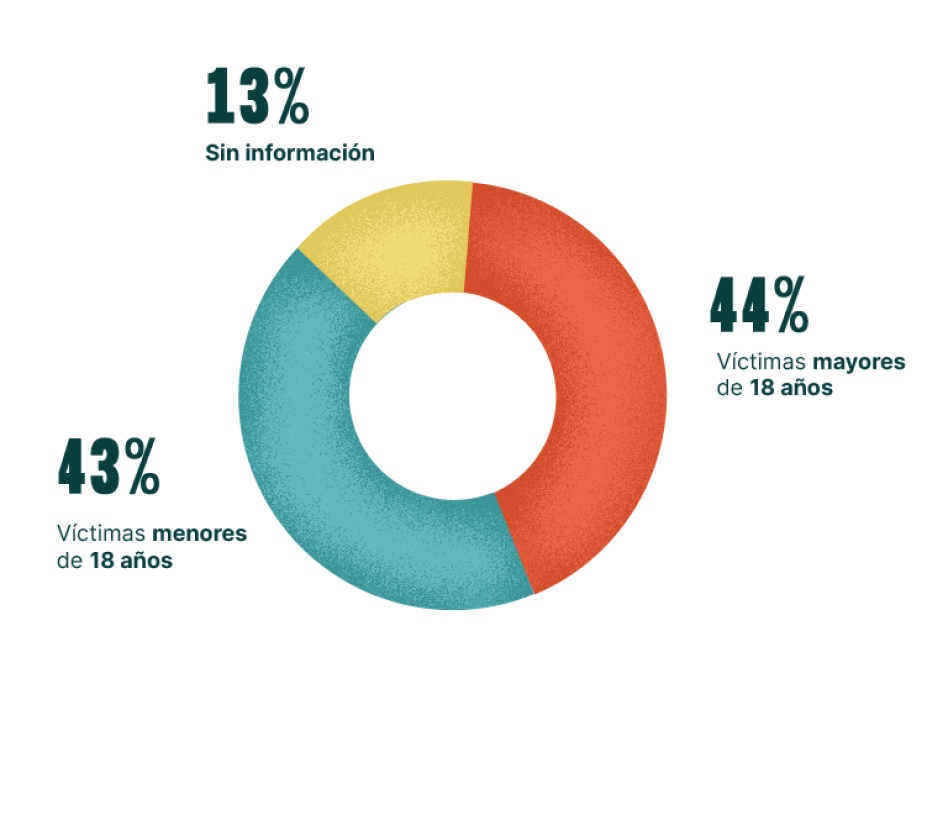 13%
Sin información
44%
Víctimas mayores
de 18 años
43%
Víctimas menores
de 18 años